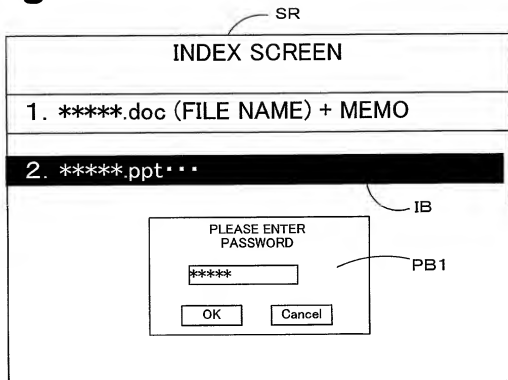 SR
INDEX SCREEN
1. *****.doc (FILE NAME) + MEMO
2. *****.ppt･･･
IB
PLEASE ENTER
PASSWORD
PB1
*****
OK Cancel